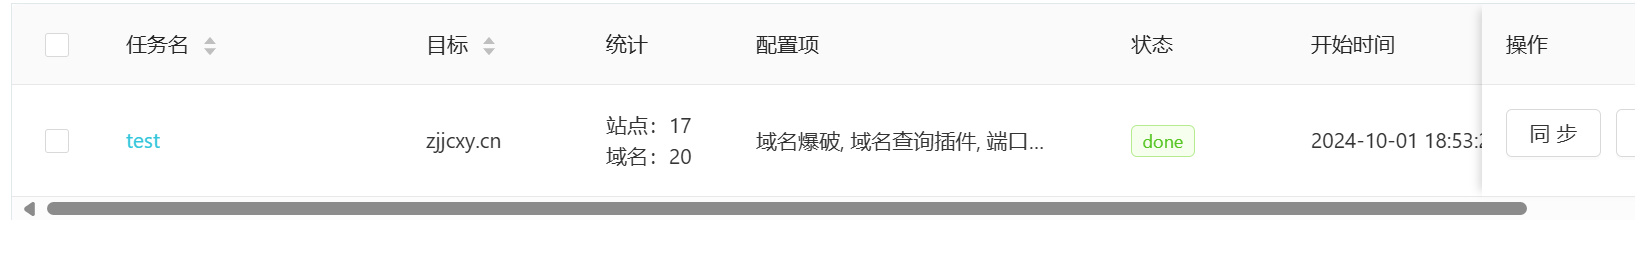 任务名 目标 统计 配置项 状态 开始时间 操作
test zjjcxy.cn 站点：17 域名爆破, 域名查询插件, 端口... done 2024-10-01 18:53: 同 步
域名：20